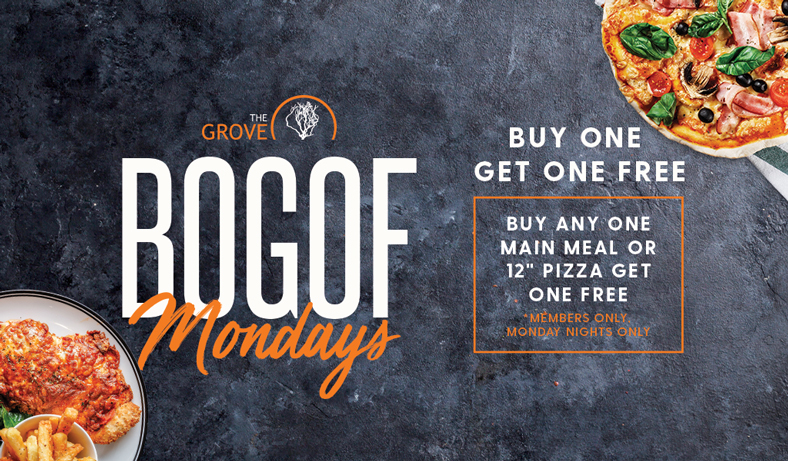 THE
GROVE
BOGOF
Mondays
BUY ONE
GET ONE FREE
BUY ANY ONE
MAIN MEAL OR
12" PIZZA GET
ONE FREE
*MEMBERS ONLY
MONDAY NIGHTS ONLY